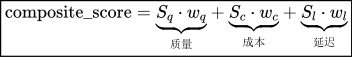 composite_score = S_q · w_q + S_c · w_c + S_l · w_l
质量 成本 延迟